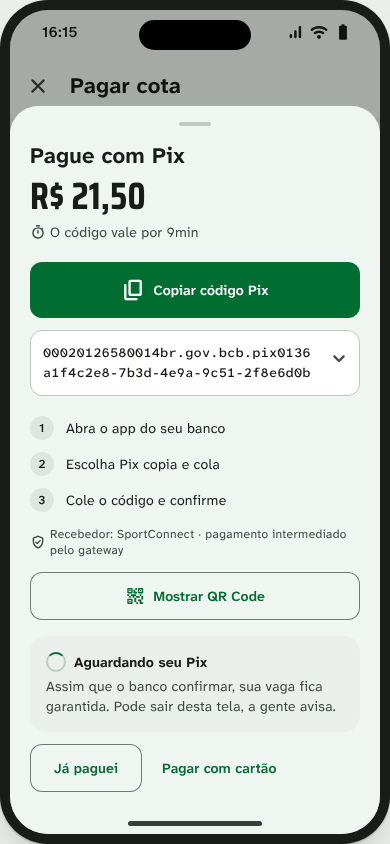 16:15
Pagar cota
Pague com Pix
R$ 21,50
O código vale por 9min
Copiar código Pix
00020126580014br.gov.bcb.pix0136
a1f4c2e8-7b3d-4e9a-9c51-2f8e6d0b
1 Abra o app do seu banco
2 Escolha Pix copia e cola
3 Cole o código e confirme
Recebedor: SportConnect · pagamento intermediado
pelo gateway
Mostrar QR Code
Aguardando seu Pix
Assim que o banco confirmar, sua vaga fica
garantida. Pode sair desta tela, a gente avisa.
Já paguei
Pagar com cartão